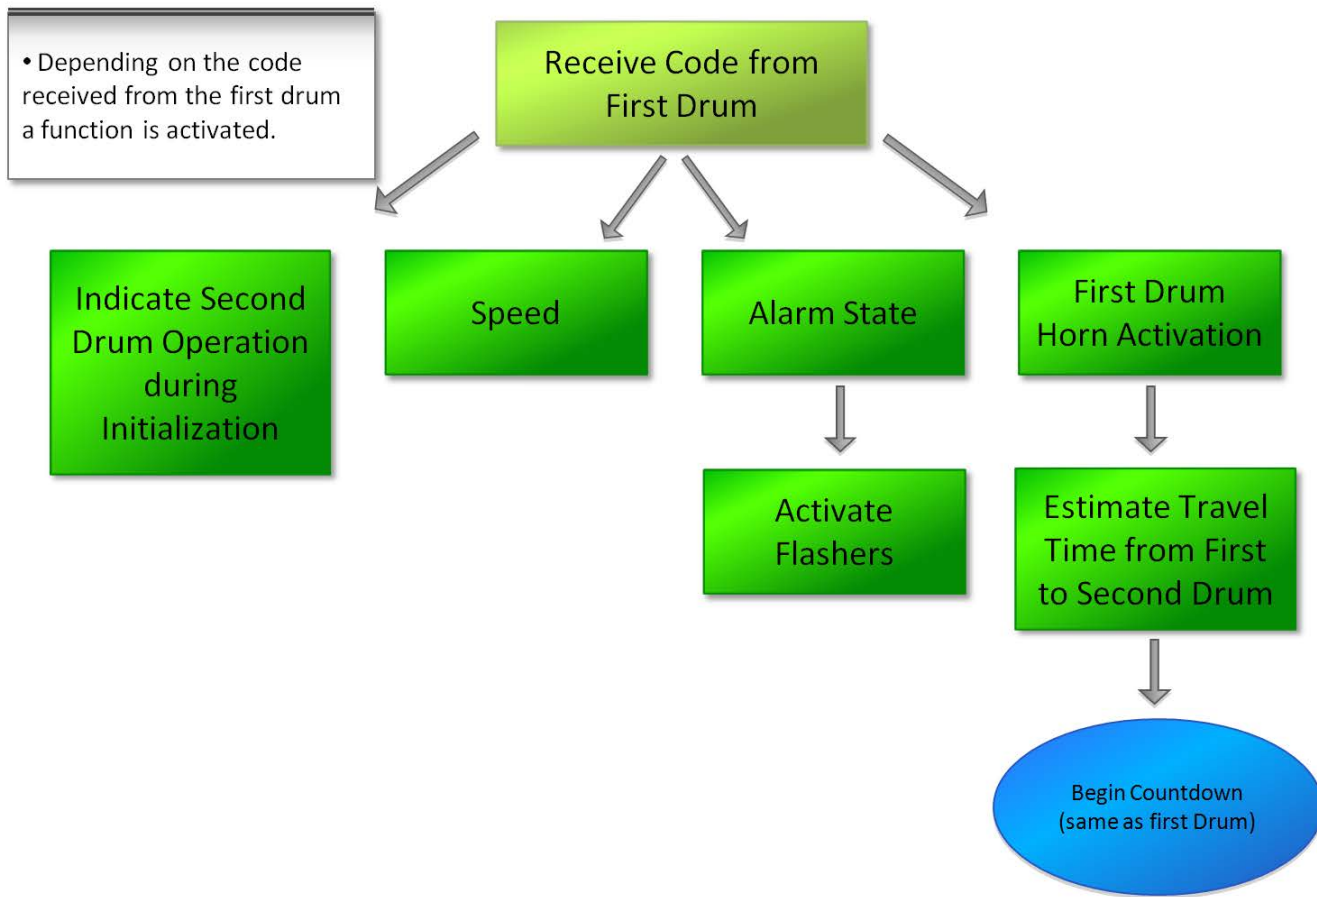 • Depending on the code
received from the first drum
a function is activated.
Receive Code from
First Drum
Indicate Second
Drum Operation
during
Initialization
Speed
Alarm State
First Drum
Horn Activation
Activate
Flashers
Estimate Travel
Time from First
to Second Drum
Begin Countdown
(same as first Drum)